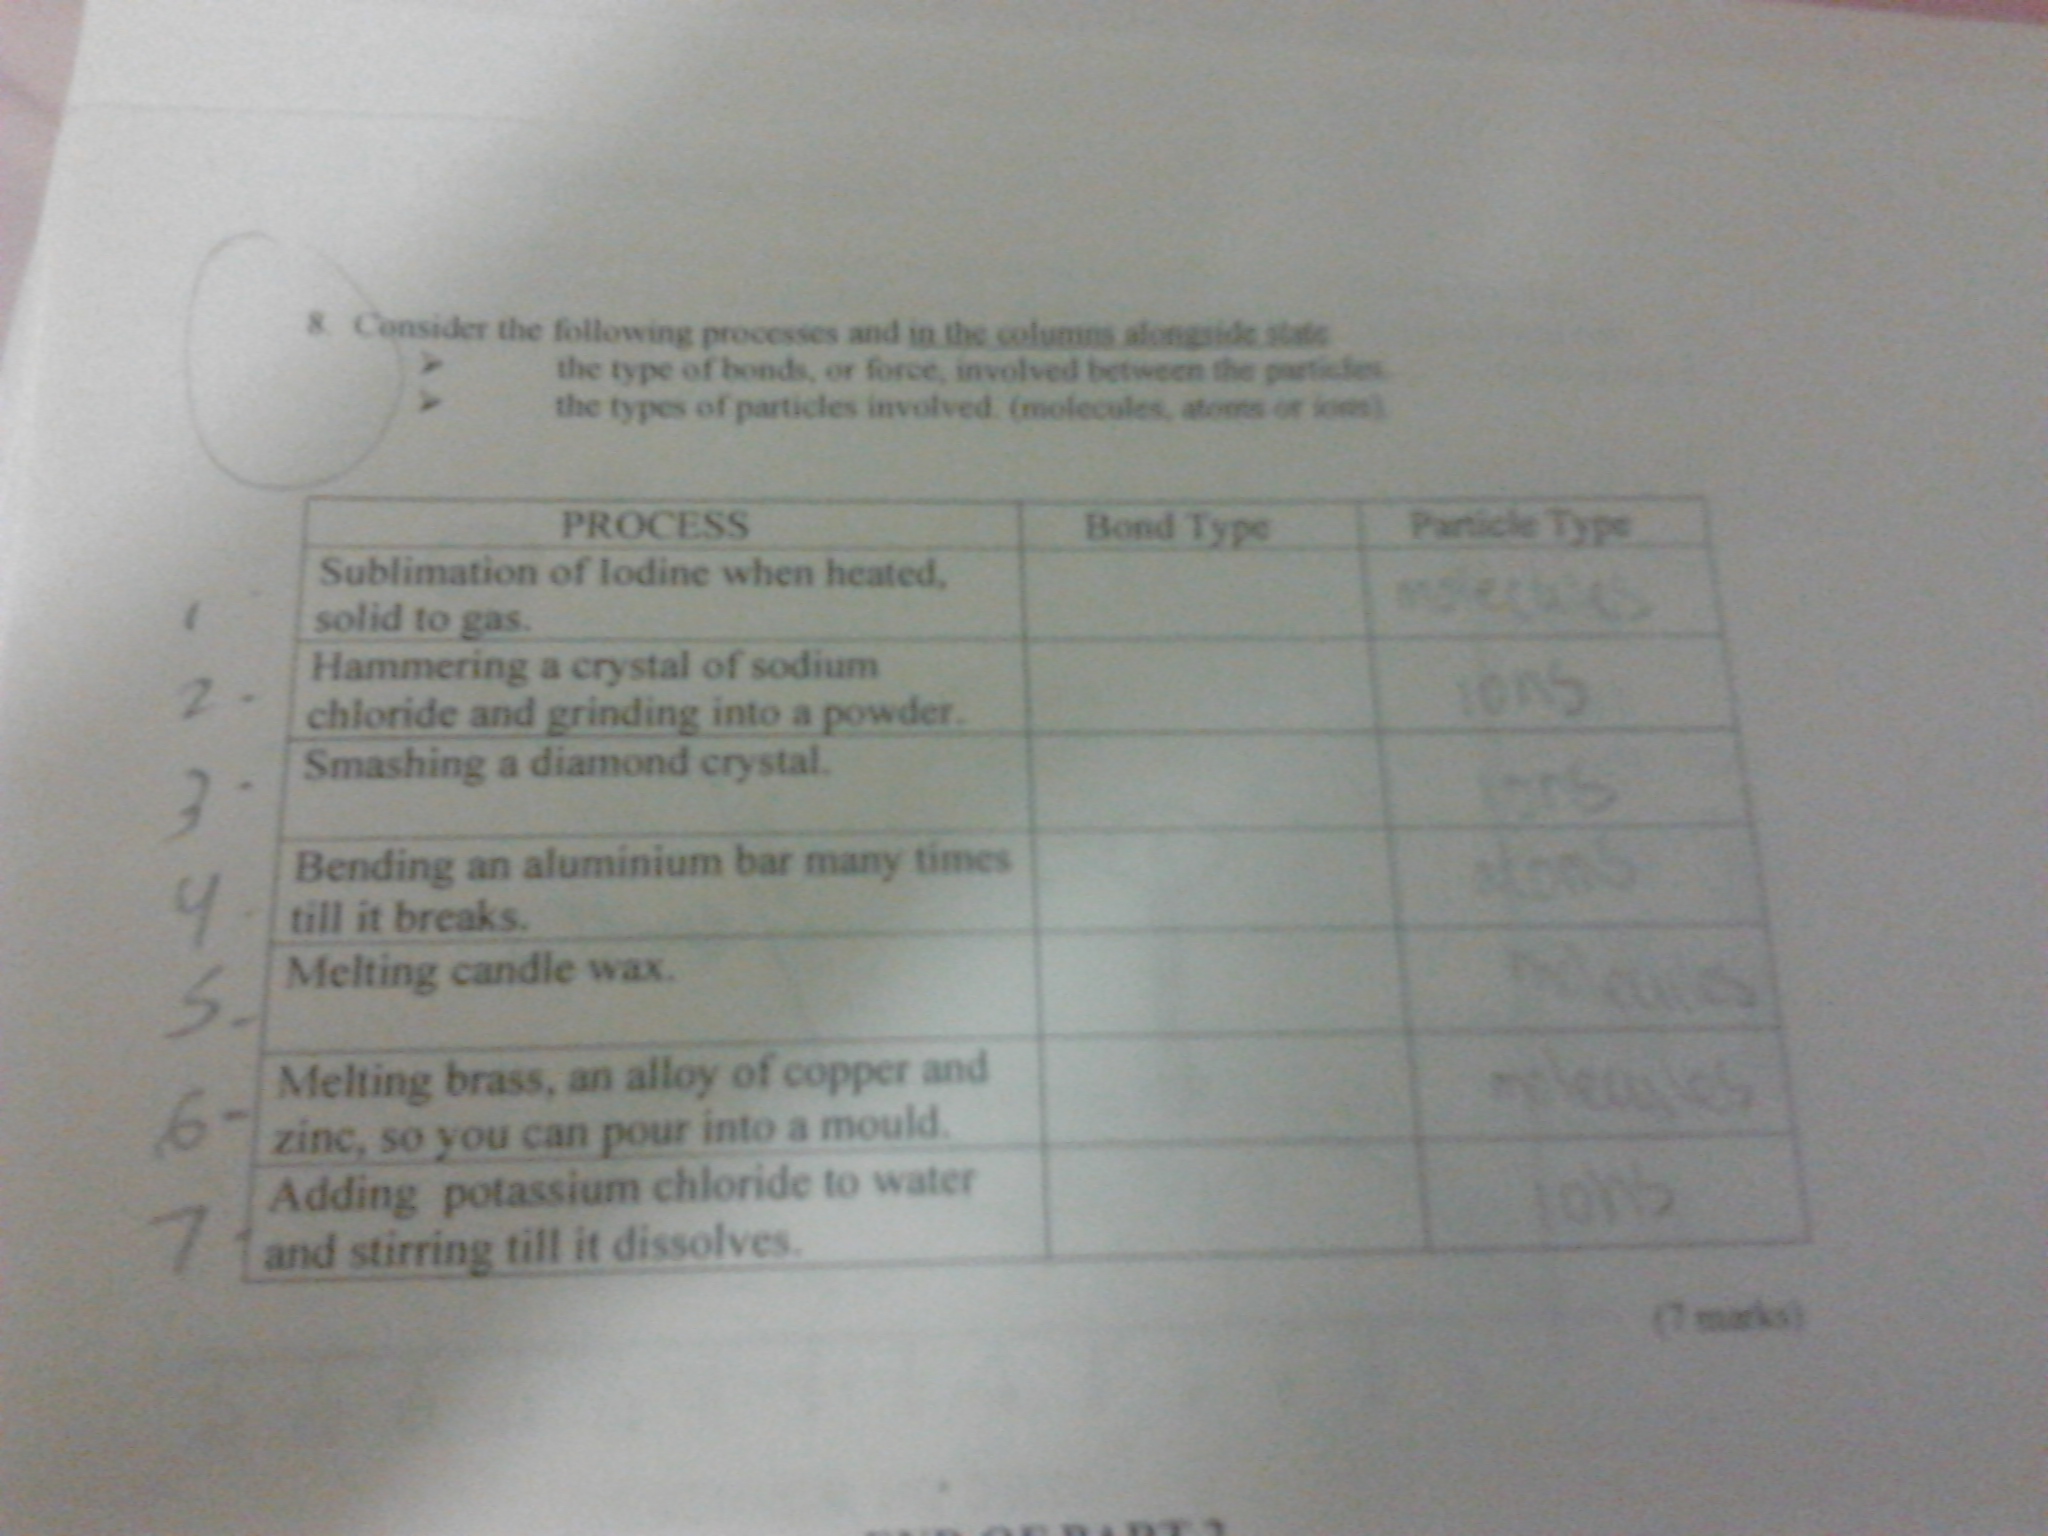 8. Consider the following processes and in the columns alongside state
➢ the type of bonds, or force, involved between the particles.
➢ the types of particles involved. (molecules, atoms or ions).
PROCESS Bond Type Particle Type
1 Sublimation of Iodine when heated, molecules
solid to gas.
2 - Hammering a crystal of sodium ions
chloride and grinding into a powder.
3 - Smashing a diamond crystal. ions
4 - Bending an aluminium bar many times atoms
till it breaks.
5 - Melting candle wax. molecules
6 - Melting brass, an alloy of copper and molecules
zinc, so you can pour into a mould.
7 - Adding potassium chloride to water ions
and stirring till it dissolves.
(7 marks)
END OF PART 2